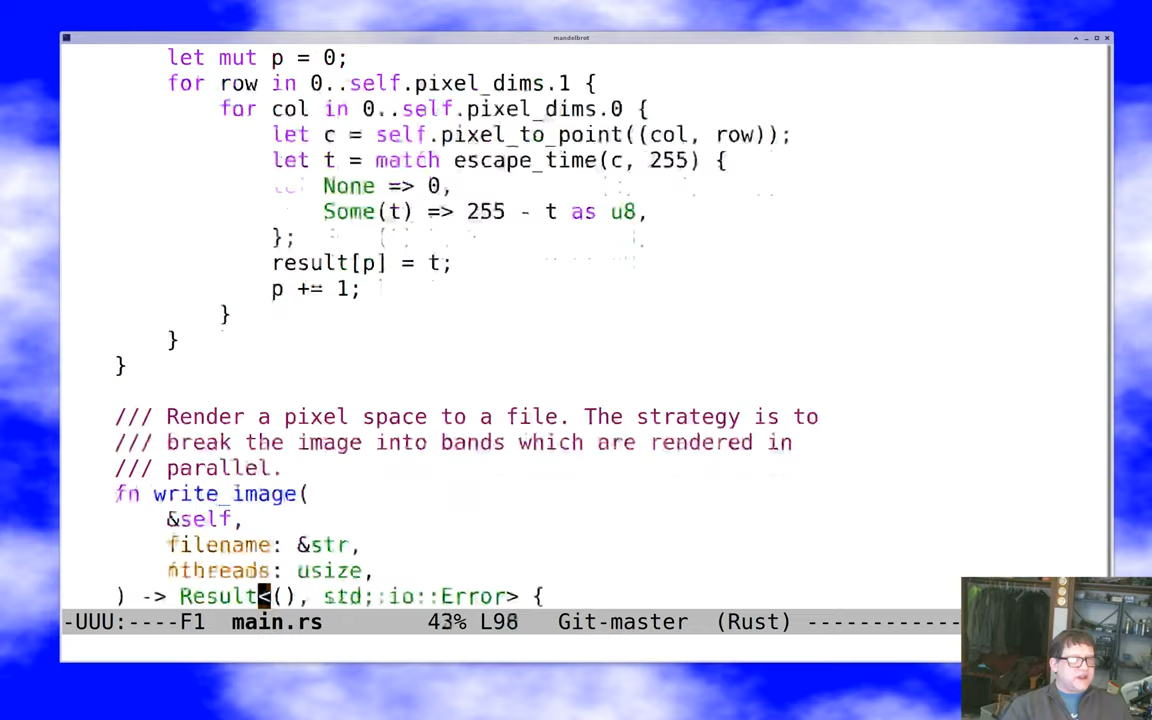 mandelbrot
let mut p = 0;
for row in 0..self.pixel_dims.1 {
for col in 0..self.pixel_dims.0 {
let c = self.pixel_to_point((col, row));
let t = match escape_time(c, 255) {
None => 0,
Some(t) => 255 - t as u8,
};
result[p] = t;
p += 1;
}
}
}
/// Render a pixel space to a file. The strategy is to
/// break the image into bands which are rendered in
/// parallel.
fn write_image(
&self,
filename: &str,
nthreads: usize,
) -> Result<(), std::io::Error> {
-UUU:----F1 main.rs 43% L98 Git-master (Rust) ------------